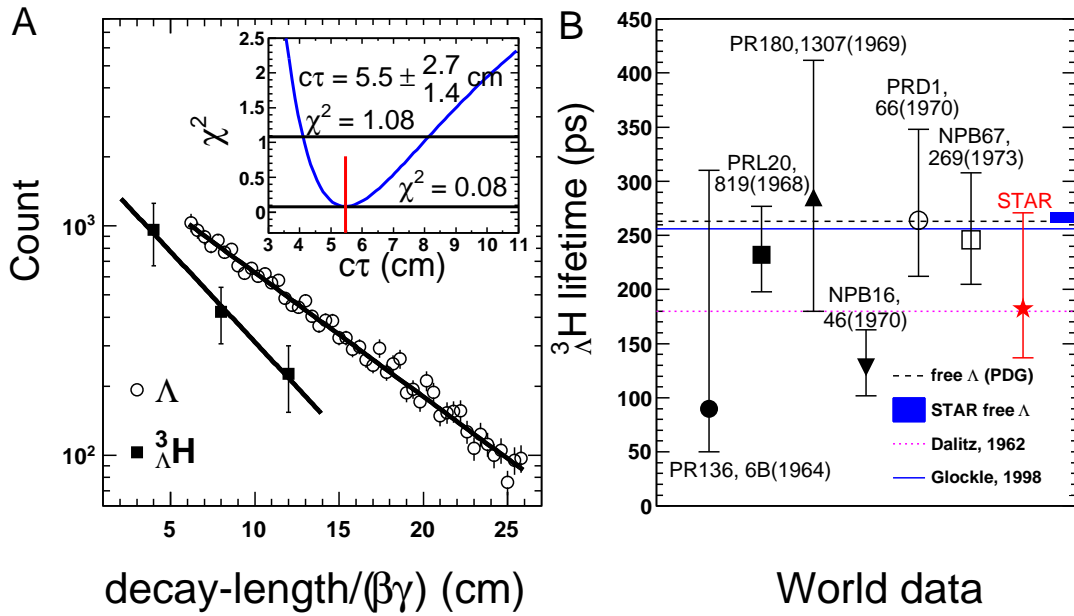 A
Count
10³
10²
5
10
15
20
25
decay-length/(βγ) (cm)
Λ
³ΛH
χ²
2.5
2
1.5
1
0.5
0
3
4
5
6
7
8
9
10
11
cτ (cm)
cτ = 5.5 ± 2.7 1.4 cm
χ² = 1.08
χ² = 0.08
B
³ΛH lifetime (ps)
450
400
350
300
250
200
150
100
50
0
PR180,1307(1969)
PRD1,
66(1970)
NPB67,
269(1973)
PRL20,
819(1968)
STAR
NPB16,
46(1970)
PR136, 6B(1964)
free Λ (PDG)
STAR free Λ
Dalitz, 1962
Glockle, 1998
World data